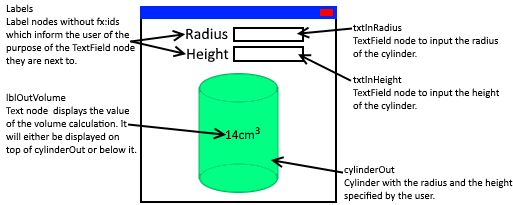 Labels
Label nodes without fx:ids
which inform the user of the
purpose of the TextField node
they are next to.
Radius
Height
txtInRadius
TextField node to input the radius
of the cylinder.
txtInHeight
TextField node to input the height
of the cylinder.
lblOutVolume
Text node displays the value
of the volume calculation. It
will either be displayed on
top of cylinderOut or below it.
14cm³
cylinderOut
Cylinder with the radius and the height
specified by the user.